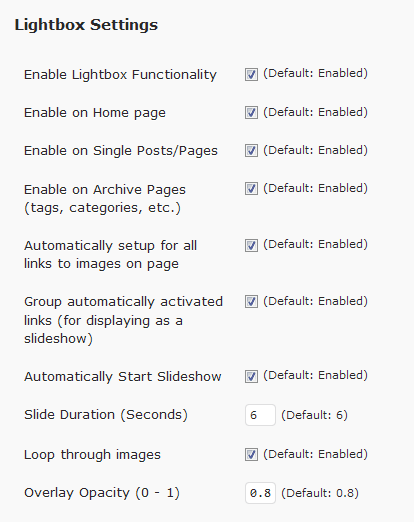 Lightbox Settings
Enable Lightbox Functionality (Default: Enabled)
Enable on Home page (Default: Enabled)
Enable on Single Posts/Pages (Default: Enabled)
Enable on Archive Pages (Default: Enabled)
(tags, categories, etc.)
Automatically setup for all (Default: Enabled)
links to images on page
Group automatically activated (Default: Enabled)
links (for displaying as a
slideshow)
Automatically Start Slideshow (Default: Enabled)
Slide Duration (Seconds) 6 (Default: 6)
Loop through images (Default: Enabled)
Overlay Opacity (0 - 1) 0.8 (Default: 0.8)